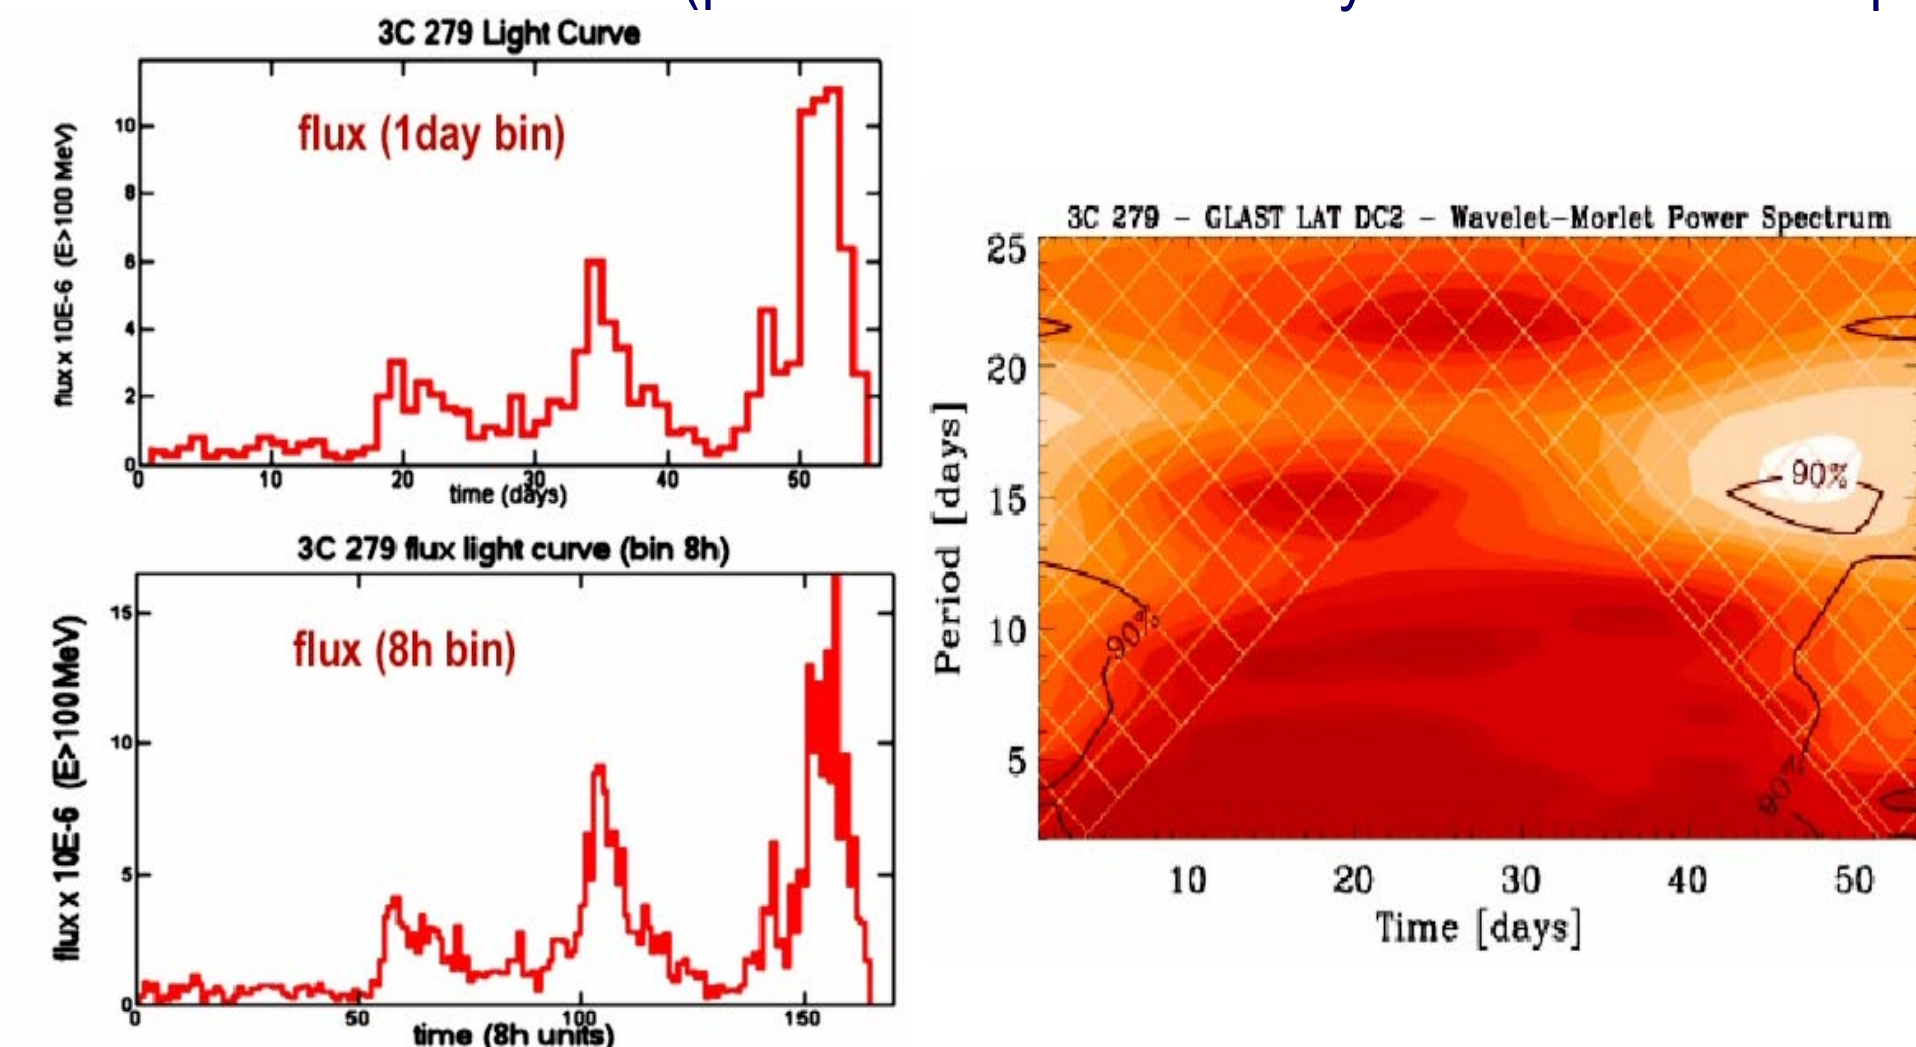 3C 279 Light Curve
flux (1day bin)
flux x 10E-6 (E>100 MeV)
10
8
6
4
2
0
0 10 20 30 40 50
time (days)
3C 279 flux light curve (bin 8h)
flux (8h bin)
flux x 10E-6 (E>100MeV)
15
10
5
0
0 50 100 150
time (8h units)
3C 279 - GLAST LAT DC2 - Wavelet-Morlet Power Spectrum
Period [days]
25
20
15
10
5
90%
90%
90%
10 20 30 40 50
Time [days]